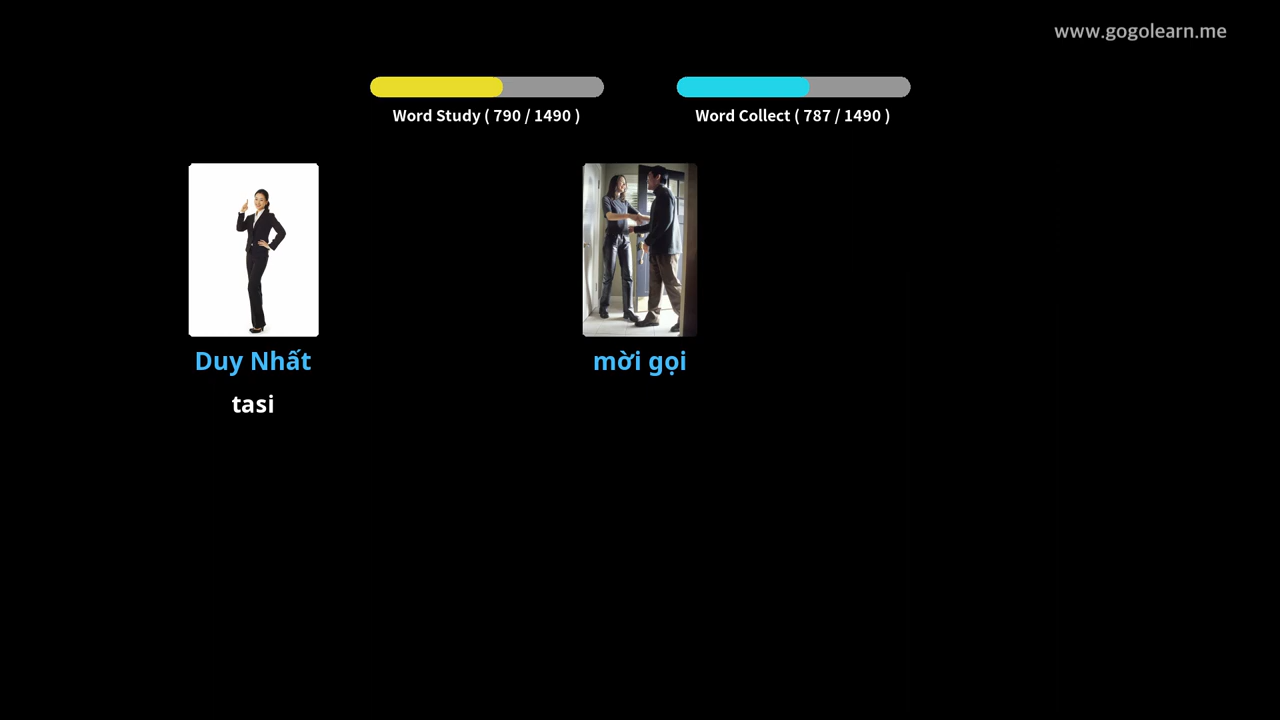 www.gogolearn.me
Word Study ( 790 / 1490 )
Word Collect ( 787 / 1490 )
Duy Nhất
mời gọi
tasi